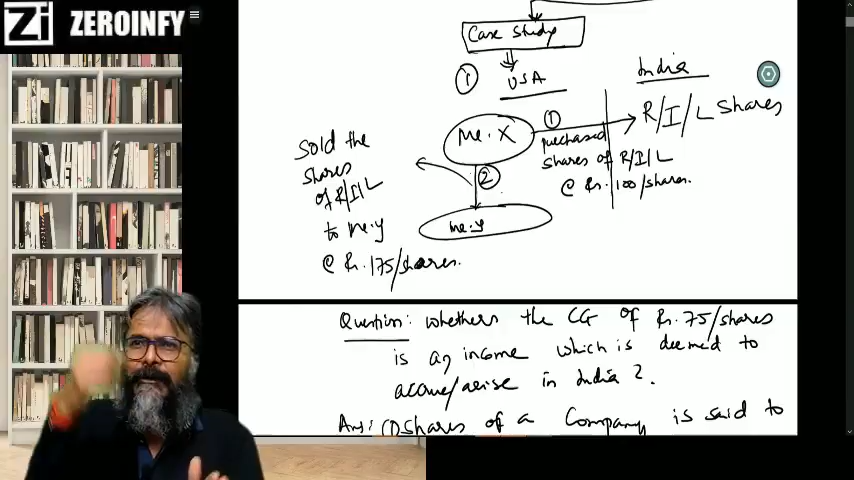 Zi ZEROINFY
Case Study
① USA
India
Mr. X
①
R/I/L shares
purchased
shares of R/I/L
@ Rs. 100/shares.
②
Sold the
shares
of R/I/L
to Mr. Y
@ Rs. 175/shares.
Mr. Y
Question: whethers the CG of Rs. 75/shares
is an income which is deemed to
accrue/arise in India ?
Ans: ① shares of a Company is said to